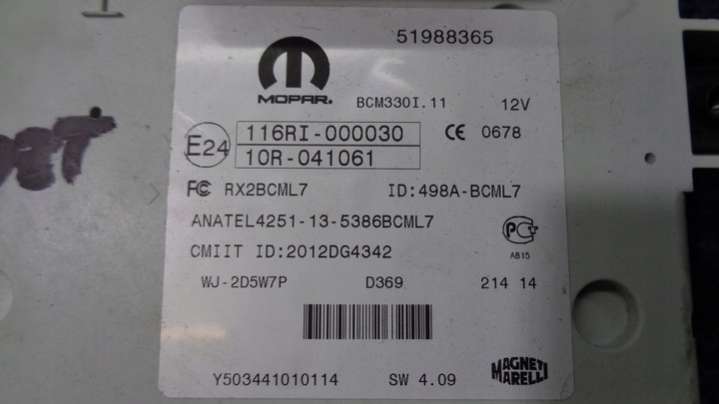 51988365
MOPAR.
BCM330I.11 12V
E24 116RI-000030 CE 0678
10R-041061
FC RX2BCML7 ID:498A-BCML7
ANATEL4251-13-5386BCML7
CMIIT ID:2012DG4342
AB15
WJ-2D5W7P D369 214 14
Y503441010114 SW 4.09
MAGNETI
MARELLI